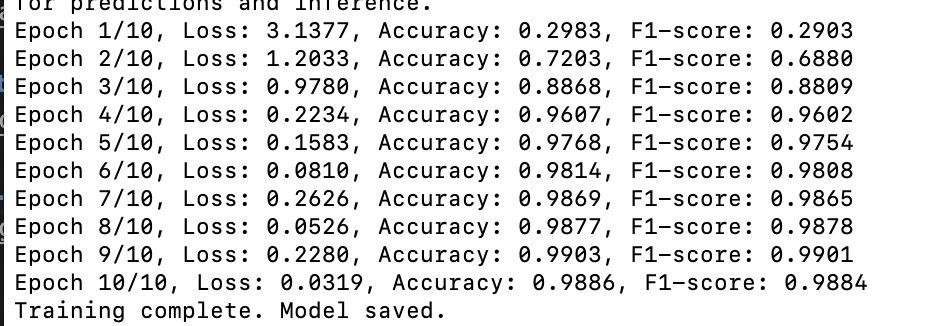 for predictions and inference.
Epoch 1/10, Loss: 3.1377, Accuracy: 0.2983, F1-score: 0.2903
Epoch 2/10, Loss: 1.2033, Accuracy: 0.7203, F1-score: 0.6880
Epoch 3/10, Loss: 0.9780, Accuracy: 0.8868, F1-score: 0.8809
Epoch 4/10, Loss: 0.2234, Accuracy: 0.9607, F1-score: 0.9602
Epoch 5/10, Loss: 0.1583, Accuracy: 0.9768, F1-score: 0.9754
Epoch 6/10, Loss: 0.0810, Accuracy: 0.9814, F1-score: 0.9808
Epoch 7/10, Loss: 0.2626, Accuracy: 0.9869, F1-score: 0.9865
Epoch 8/10, Loss: 0.0526, Accuracy: 0.9877, F1-score: 0.9878
Epoch 9/10, Loss: 0.2280, Accuracy: 0.9903, F1-score: 0.9901
Epoch 10/10, Loss: 0.0319, Accuracy: 0.9886, F1-score: 0.9884
Training complete. Model saved.